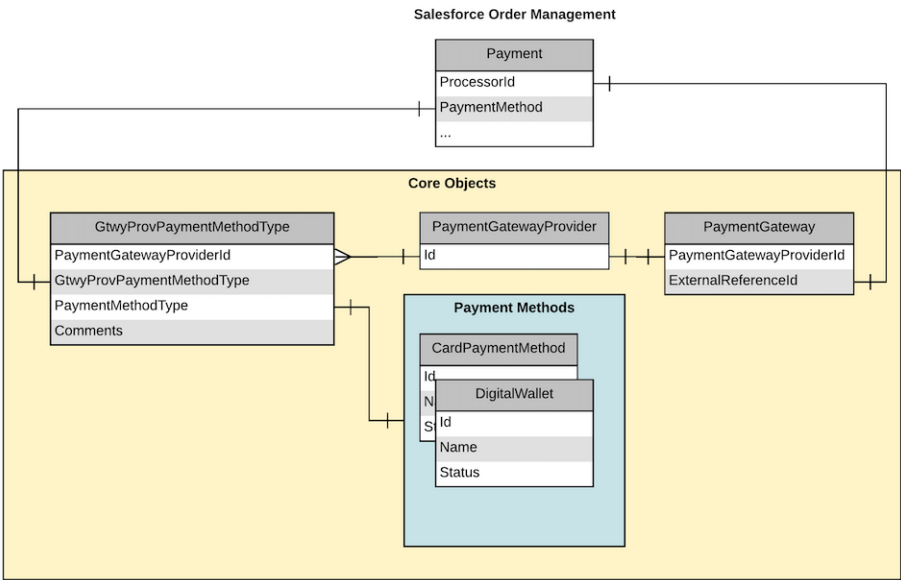 Salesforce Order Management
Payment
ProcessorId
PaymentMethod
...
Core Objects
GtwyProvPaymentMethodType
PaymentGatewayProviderId
GtwyProvPaymentMethodType
PaymentMethodType
Comments
PaymentGatewayProvider
Id
PaymentGateway
PaymentGatewayProviderId
ExternalReferenceId
Payment Methods
CardPaymentMethod
Id
DigitalWallet
Id
Name
Status